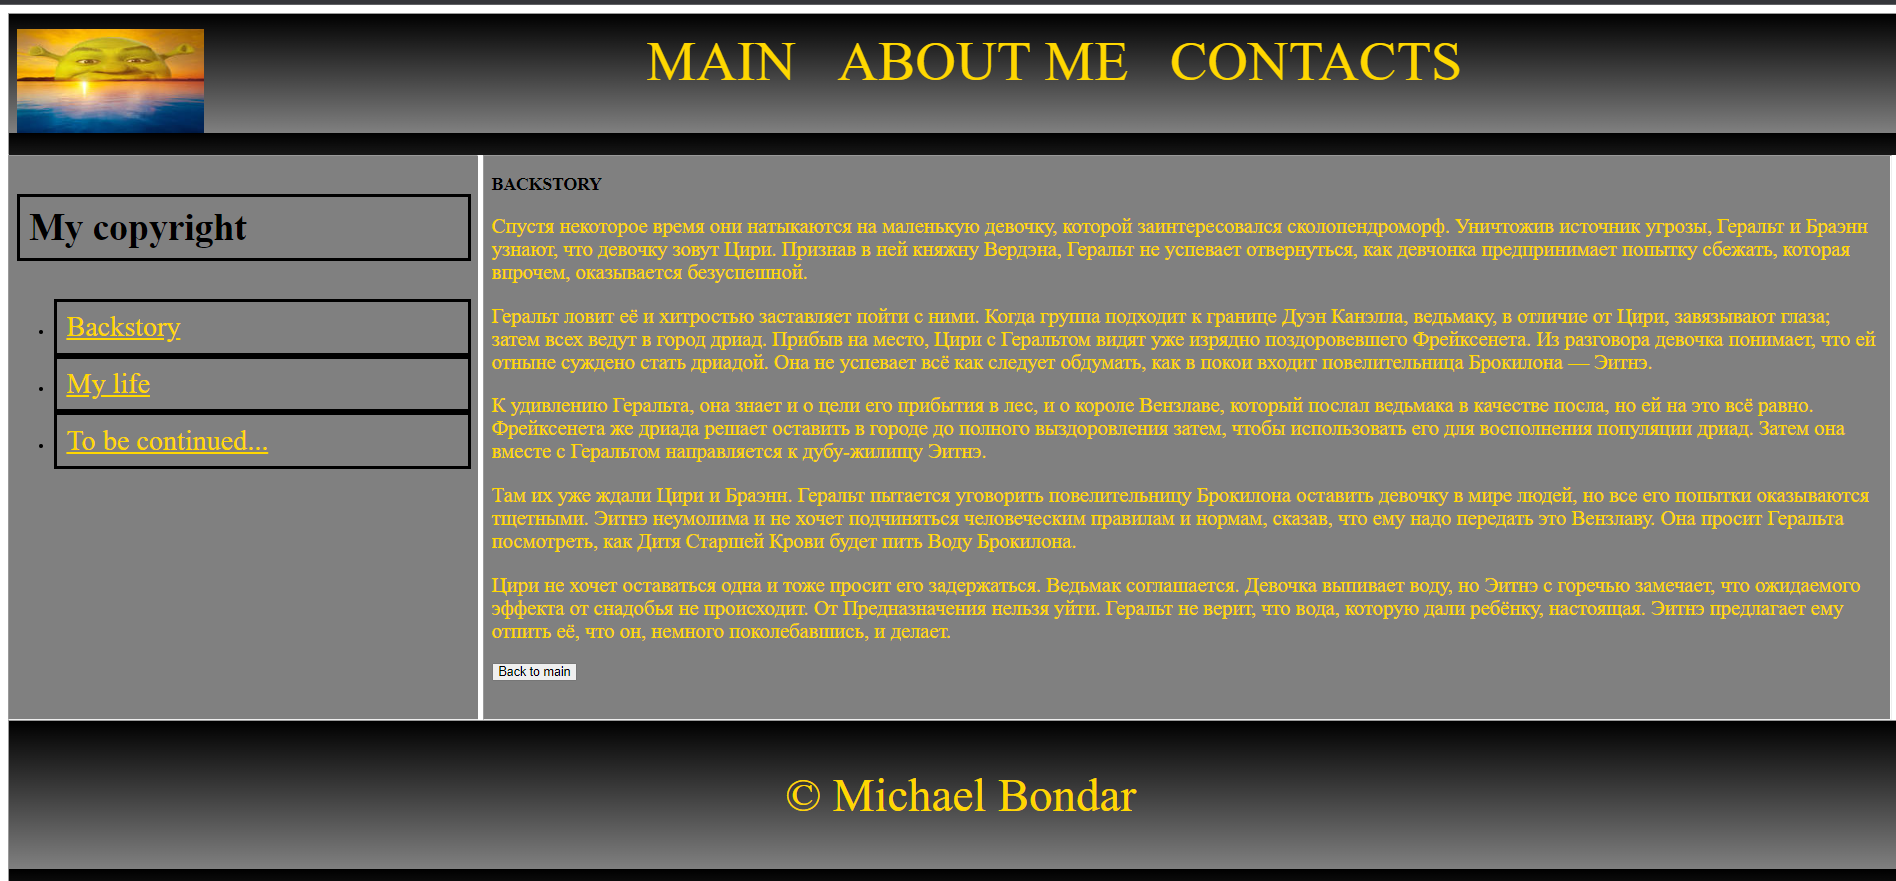 MAIN ABOUT ME CONTACTS
My copyright
Backstory
My life
To be continued...
BACKSTORY
Спустя некоторое время они натыкаются на маленькую девочку, которой заинтересовался сколопендроморф. Уничтожив источник угрозы, Геральт и Браэнн
узнают, что девочку зовут Цири. Признав в ней княжну Вердэна, Геральт не успевает отвернуться, как девчонка предпринимает попытку сбежать, которая
впрочем, оказывается безуспешной.
Геральт ловит её и хитростью заставляет пойти с ними. Когда группа подходит к границе Дуэн Канэлла, ведьмаку, в отличие от Цири, завязывают глаза;
затем всех ведут в город дриад. Прибыв на место, Цири с Геральтом видят уже изрядно поздоровевшего Фрейксенета. Из разговора девочка понимает, что ей
отныне суждено стать дриадой. Она не успевает всё как следует обдумать, как в покои входит повелительница Брокилона — Эитнэ.
К удивлению Геральта, она знает и о цели его прибытия в лес, и о короле Вензлаве, который послал ведьмака в качестве посла, но ей на это всё равно.
Фрейксенета же дриада решает оставить в городе до полного выздоровления затем, чтобы использовать его для восполнения популяции дриад. Затем она
вместе с Геральтом направляется к дубу-жилищу Эитнэ.
Там их уже ждали Цири и Браэнн. Геральт пытается уговорить повелительницу Брокилона оставить девочку в мире людей, но все его попытки оказываются
тщетными. Эитнэ неумолима и не хочет подчиняться человеческим правилам и нормам, сказав, что ему надо передать это Вензлаву. Она просит Геральта
посмотреть, как Дитя Старшей Крови будет пить Воду Брокилона.
Цири не хочет оставаться одна и тоже просит его задержаться. Ведьмак соглашается. Девочка выпивает воду, но Эитнэ с горечью замечает, что ожидаемого
эффекта от снадобья не происходит. От Предназначения нельзя уйти. Геральт не верит, что вода, которую дали ребёнку, настоящая. Эитнэ предлагает ему
отпить её, что он, немного поколебавшись, и делает.
Back to main
© Michael Bondar